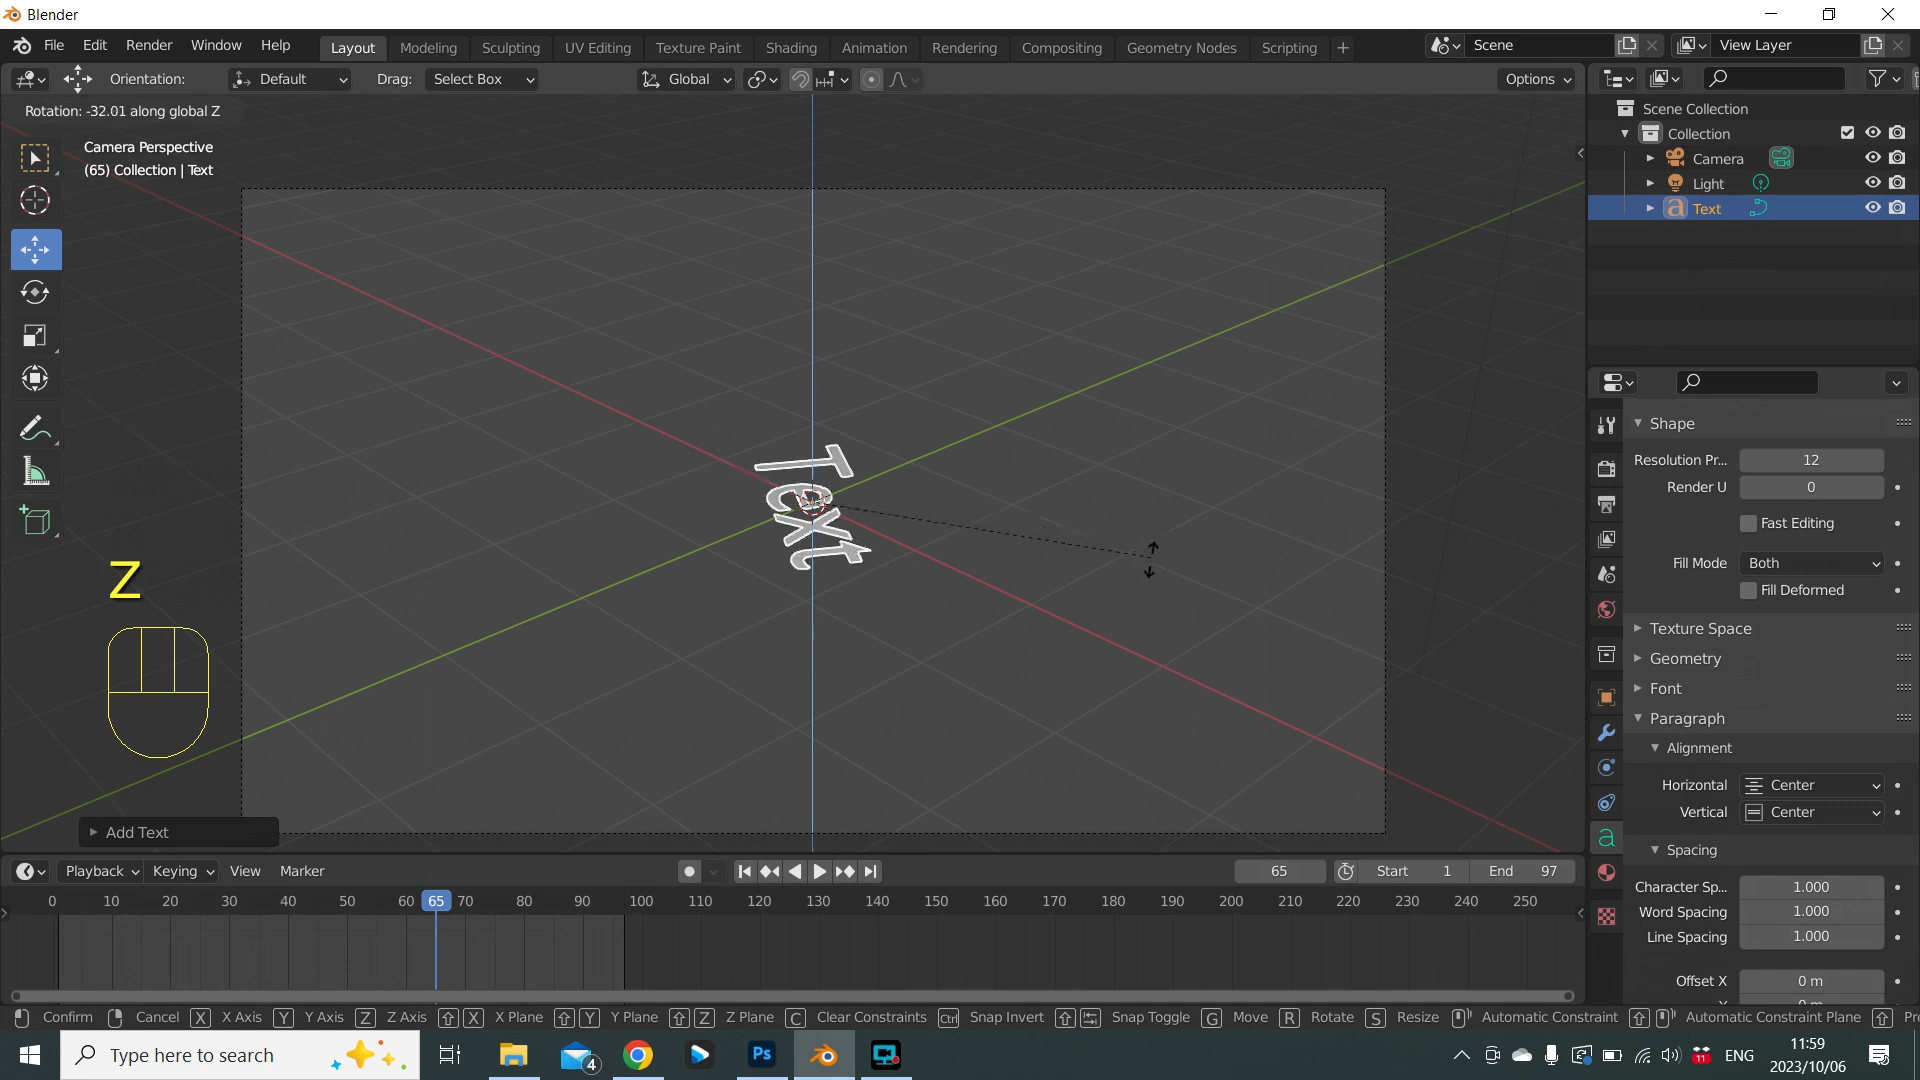 Blender
File Edit Render Window Help Layout Modeling Sculpting UV Editing Texture Paint Shading Animation Rendering Compositing Geometry Nodes Scripting + Scene View Layer
Orientation: Default Drag: Select Box Global Options
Rotation: -32.01 along global Z
Camera Perspective
(65) Collection | Text
Scene Collection
Collection
Camera
Light
a Text
Text
Z
Add Text
Shape
Resolution Pr... 12
Render U 0
Fast Editing
Fill Mode Both
Fill Deformed
Texture Space
Geometry
Font
Paragraph
Alignment
Horizontal Center
Vertical Center
a
Spacing
Character Sp... 1.000
Word Spacing 1.000
Line Spacing 1.000
Offset X 0 m
Playback Keying View Marker 65 Start 1 End 97
0 10 20 30 40 50 60 65 70 80 90 100 110 120 130 140 150 160 170 180 190 200 210 220 230 240 250
Confirm Cancel X X Axis Y Y Axis Z Z Axis X X Plane Y Y Plane Z Z Plane C Clear Constraints Ctrl Snap Invert Snap Toggle G Move R Rotate S Resize Automatic Constraint Automatic Constraint Plane
Type here to search 4 Ps 11 ENG 11:59
2023/10/06